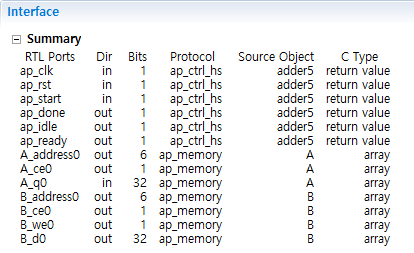 Interface
Summary
RTL Ports Dir Bits Protocol Source Object C Type
ap_clk in 1 ap_ctrl_hs adder5 return value
ap_rst in 1 ap_ctrl_hs adder5 return value
ap_start in 1 ap_ctrl_hs adder5 return value
ap_done out 1 ap_ctrl_hs adder5 return value
ap_idle out 1 ap_ctrl_hs adder5 return value
ap_ready out 1 ap_ctrl_hs adder5 return value
A_address0 out 6 ap_memory A array
A_ce0 out 1 ap_memory A array
A_q0 in 32 ap_memory A array
B_address0 out 6 ap_memory B array
B_ce0 out 1 ap_memory B array
B_we0 out 1 ap_memory B array
B_d0 out 32 ap_memory B array